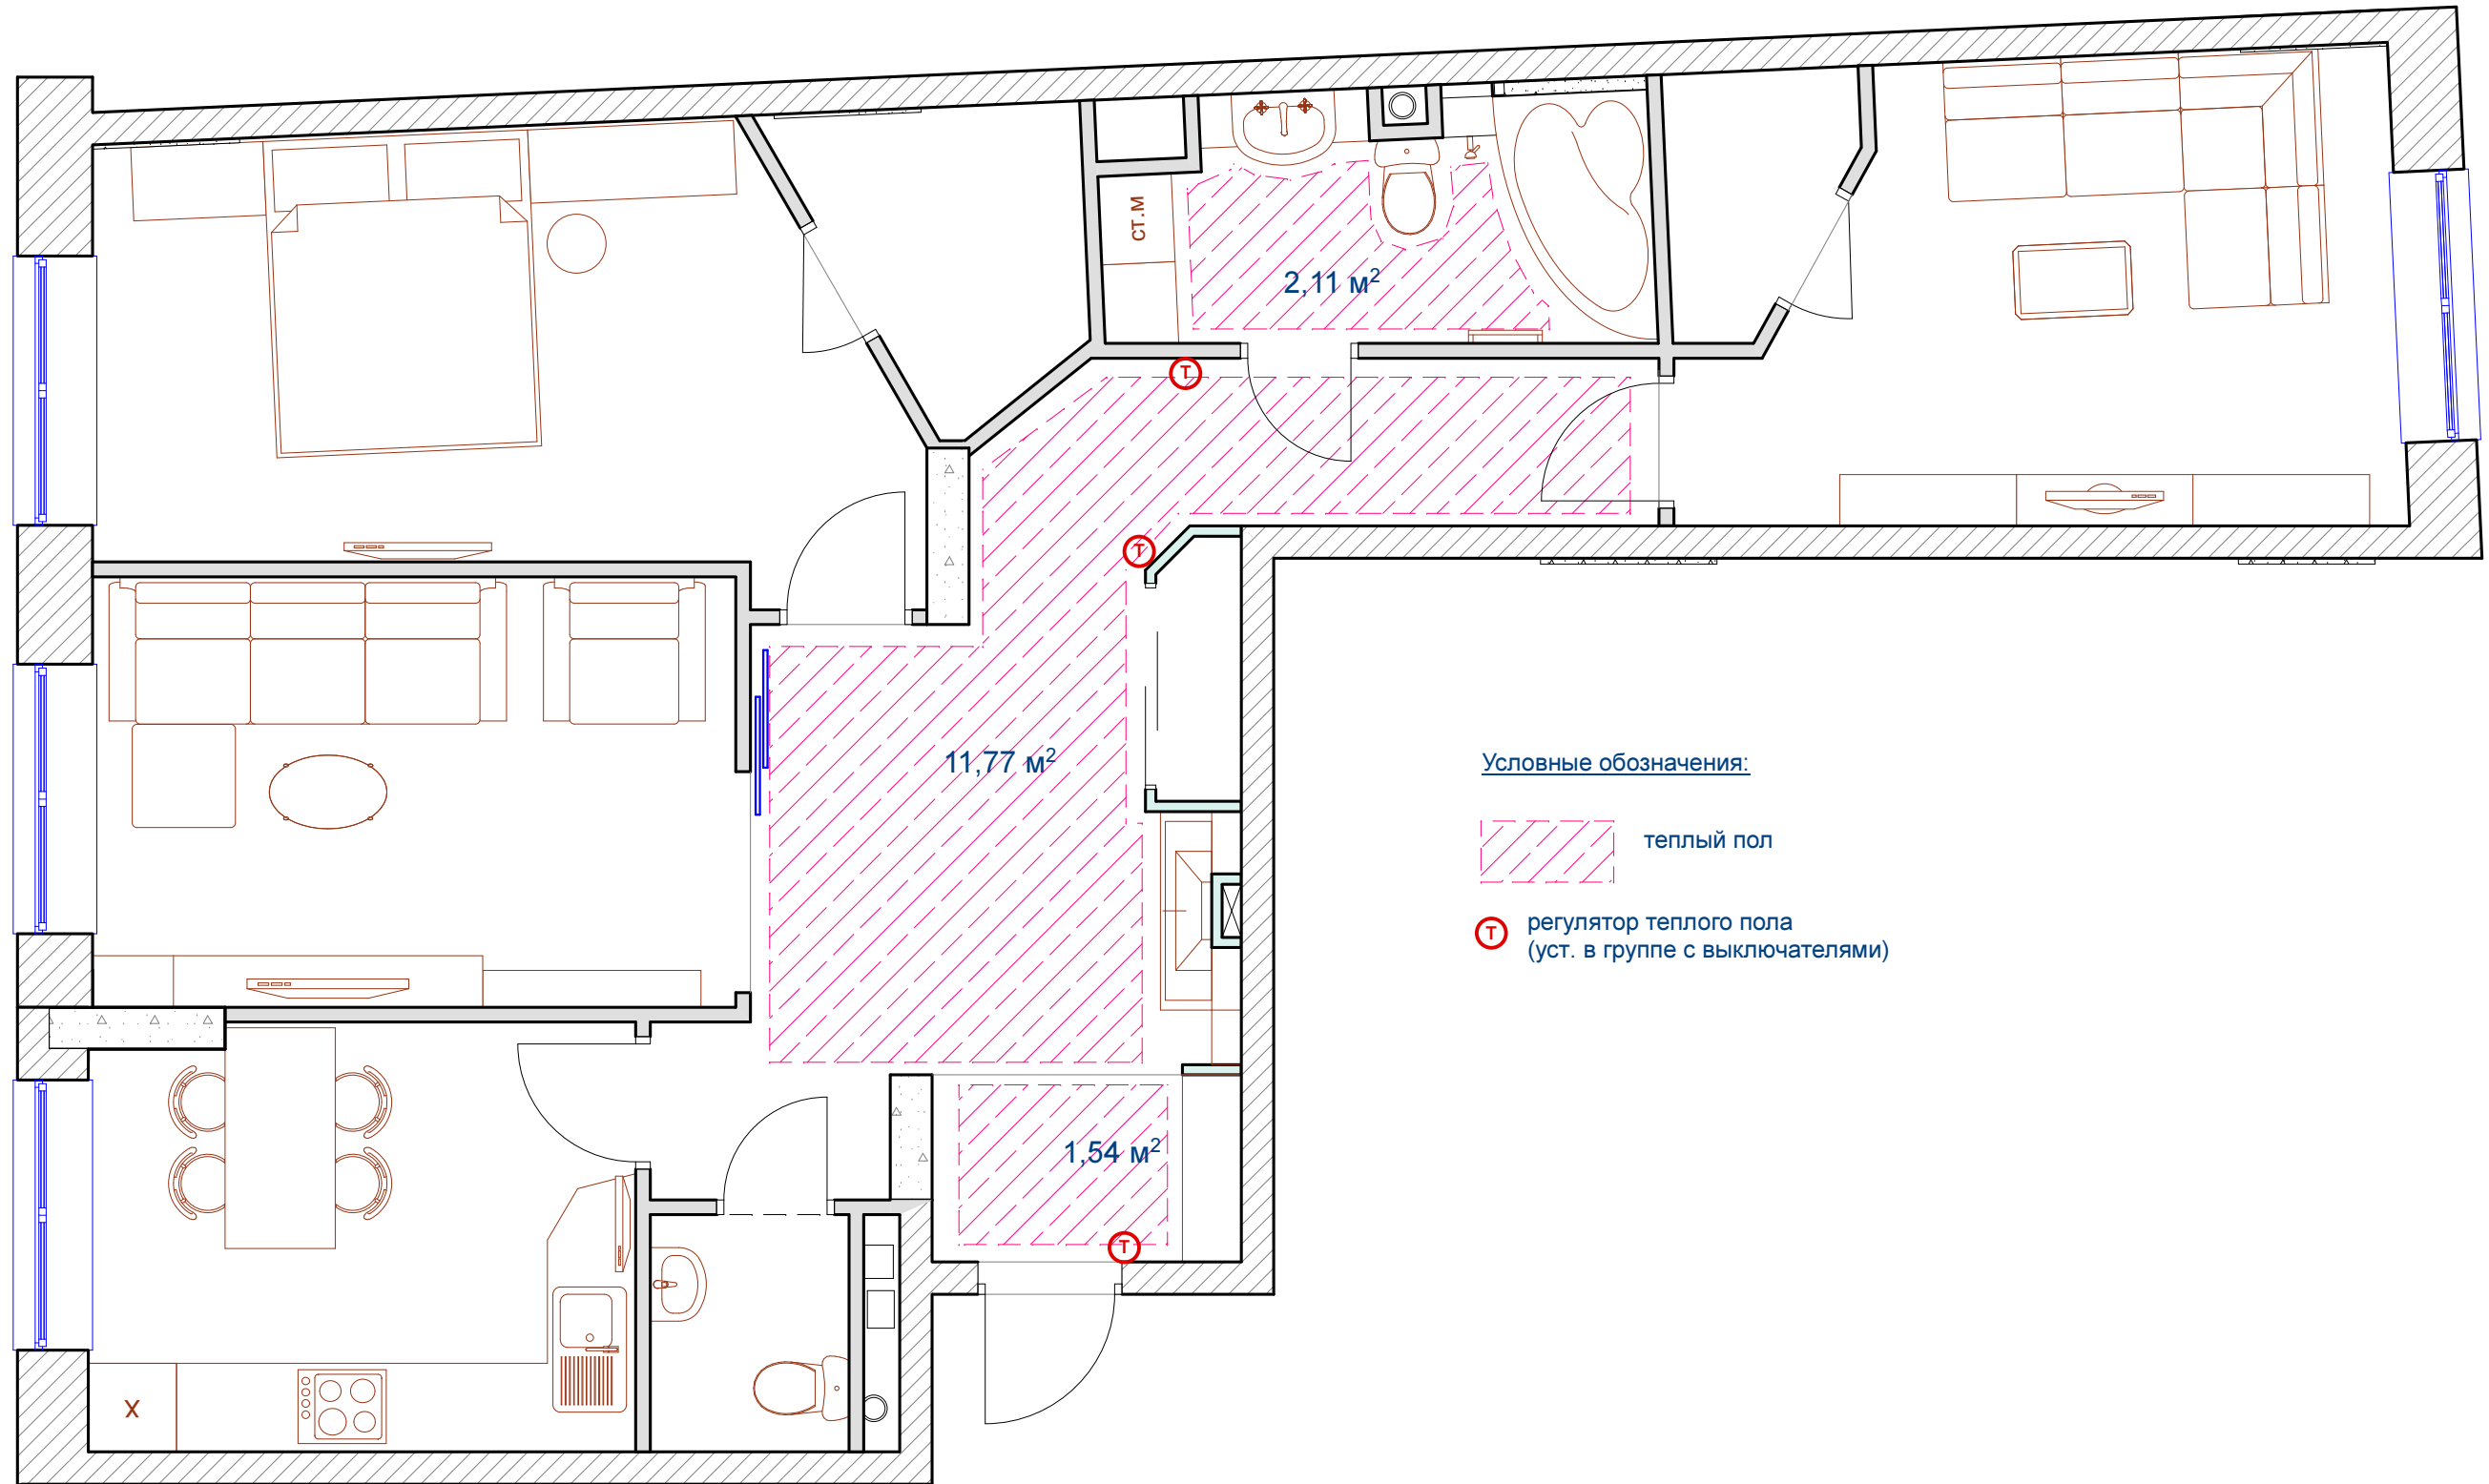 ст.м
2,11 м²
Т
Т
11,77 м²
Условные обозначения:
теплый пол
Т
регулятор теплого пола
(уст. в группе с выключателями)
1,54 м²
Т
Х